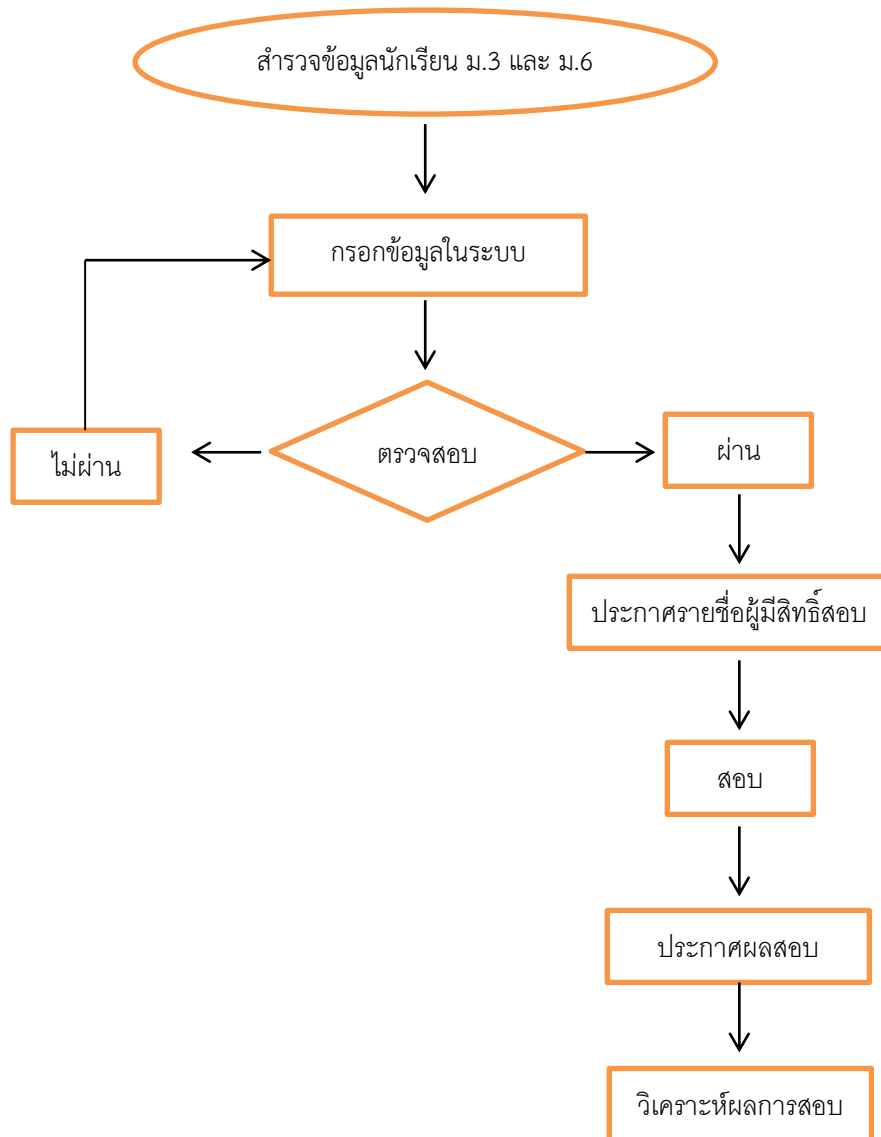 สำรวจข้อมูลนักเรียน ม.3 และ ม.6
กรอกข้อมูลในระบบ
ตรวจสอบ
ไม่ผ่าน
ผ่าน
ประกาศรายชื่อผู้มีสิทธิ์สอบ
สอบ
ประกาศผลสอบ
วิเคราะห์ผลการสอบ